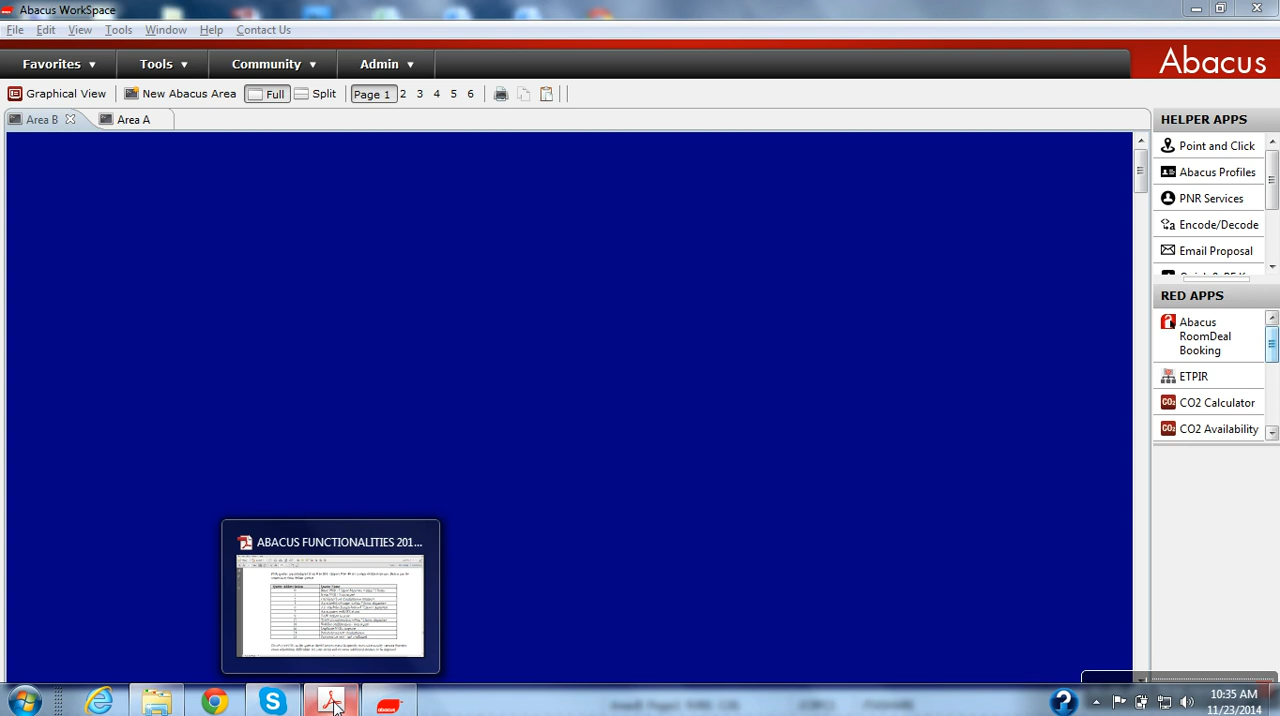 Abacus WorkSpace
File Edit View Tools Window Help Contact Us
Favorites Tools Community Admin Abacus
Graphical View New Abacus Area Full Split Page 1 2 3 4 5 6
Area B Area A
HELPER APPS
Point and Click
Abacus Profiles
PNR Services
Encode/Decode
Email Proposal
RED APPS
Abacus
RoomDeal
Booking
ETPIR
CO2 CO2 Calculator
CO2 CO2 Availability
ABACUS FUNCTIONALITIES 201...
10:35 AM
11/23/2014